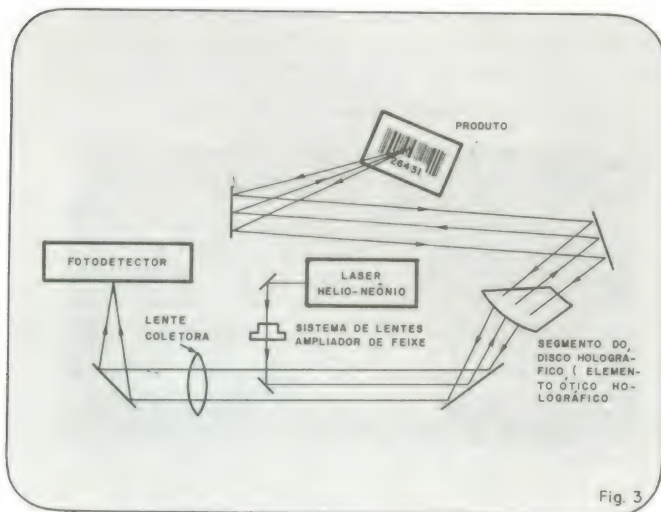 PRODUTO
26431
FOTODETECTOR
LASER
HELIO-NEÔNIO
LENTE
COLETORA
SISTEMA DE LENTES
AMPLIADOR DE FEIXE
SEGMENTO DO
DISCO HOLOGRA-
FICO ( ELEMEN-
TO ÓTICO HO-
LOGRÁFICO
Fig. 3